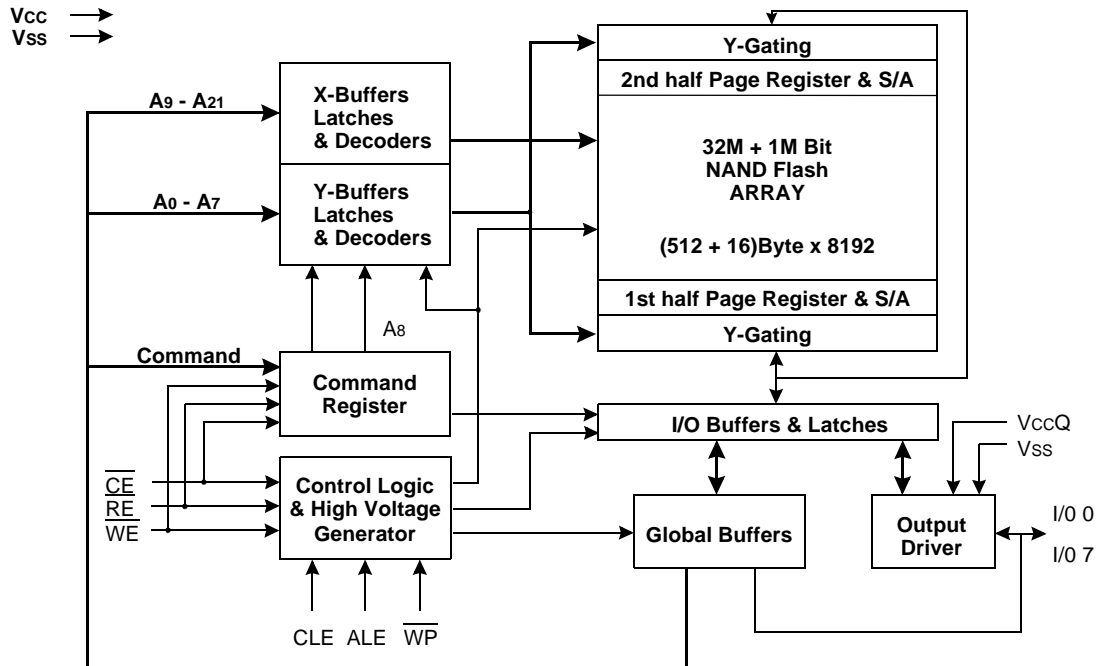 VCC
VSS
A9 - A21
X-Buffers
Latches
& Decoders
A0 - A7
Y-Buffers
Latches
& Decoders
Y-Gating
2nd half Page Register & S/A
32M + 1M Bit
NAND Flash
ARRAY
(512 + 16)Byte x 8192
1st half Page Register & S/A
Y-Gating
A8
Command
Command
Register
I/O Buffers & Latches
VCCQ
VSS
CE
RE
WE
Control Logic
& High Voltage
Generator
Global Buffers
Output
Driver
I/0 0
I/0 7
CLE
ALE
WP